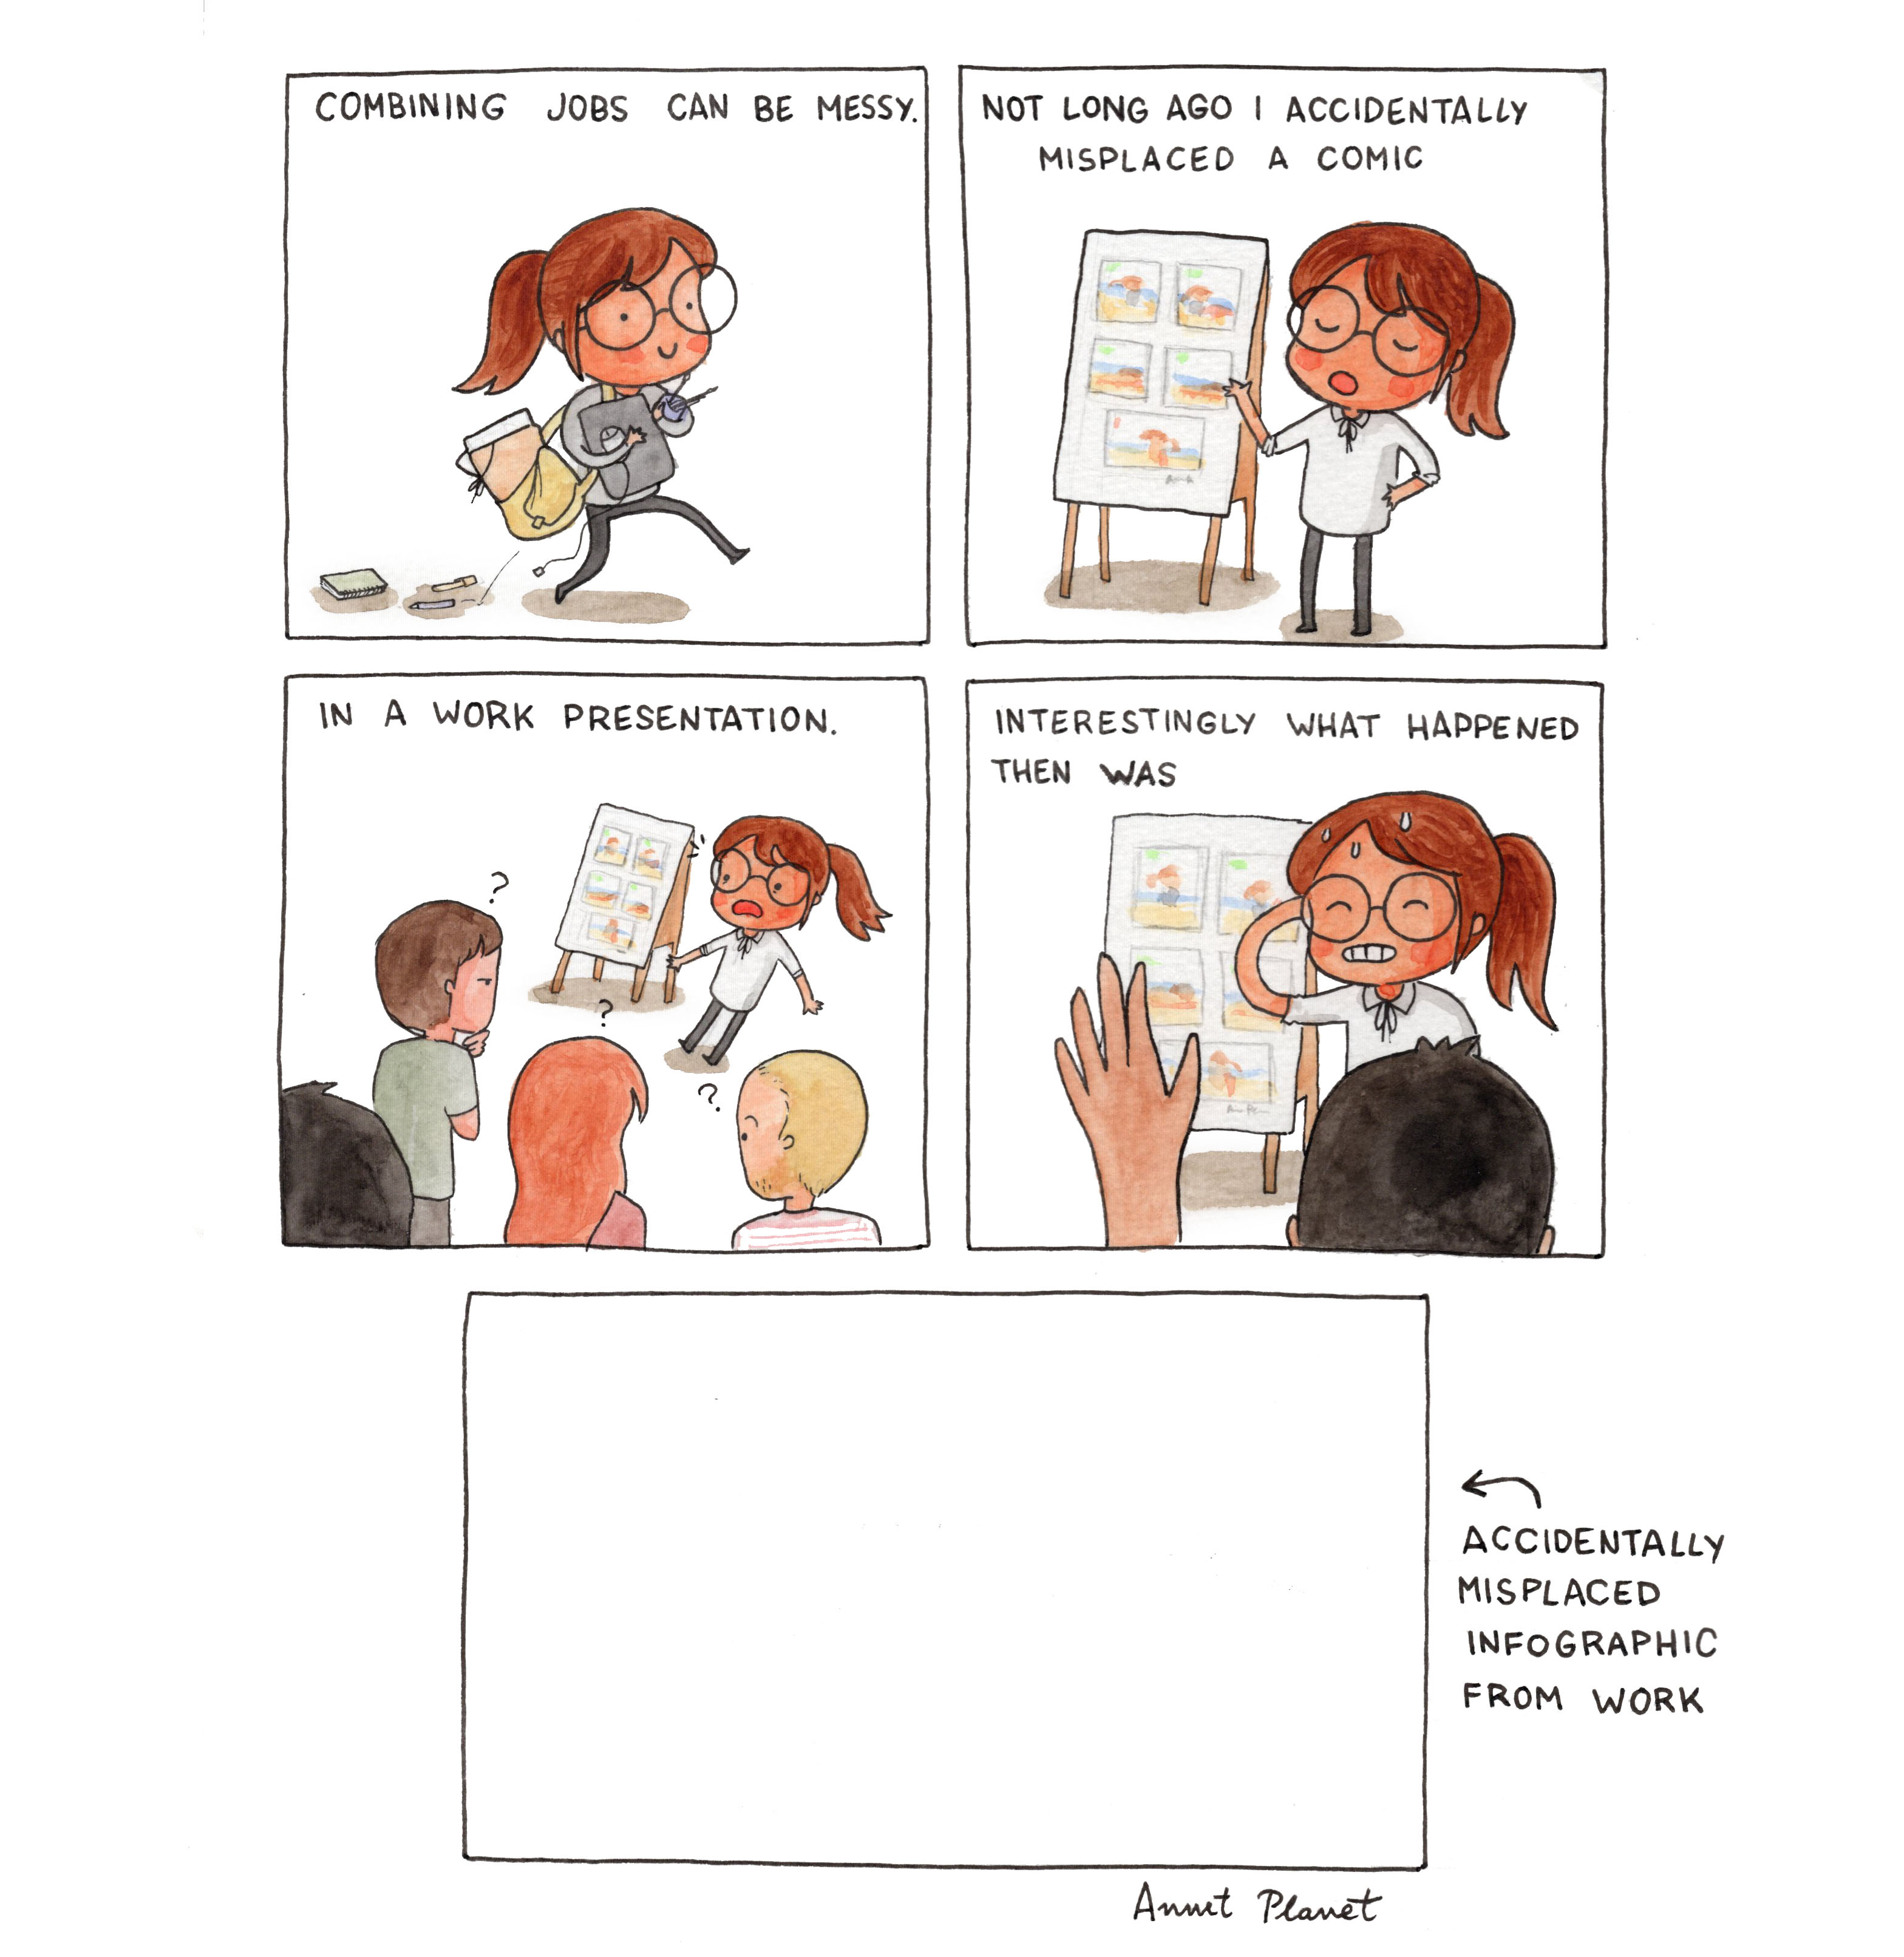 COMBINING JOBS CAN BE MESSY.
NOT LONG AGO I ACCIDENTALLY
MISPLACED A COMIC
IN A WORK PRESENTATION.
?
?
?
INTERESTINGLY WHAT HAPPENED
THEN WAS
ACCIDENTALLY
MISPLACED
INFOGRAPHIC
FROM WORK
Annet Planet